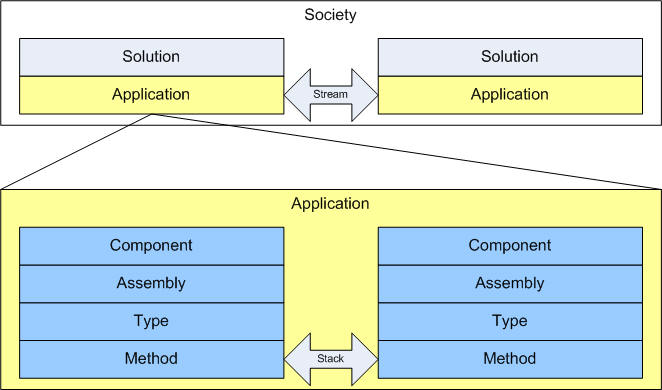 Society
Solution
Solution
Application
Stream
Application
Application
Component
Component
Assembly
Assembly
Type
Type
Method
Stack
Method